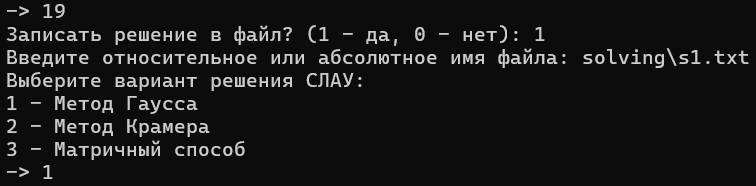 -> 19
Записать решение в файл? (1 - да, 0 - нет): 1
Введите относительное или абсолютное имя файла: solving\s1.txt
Выберите вариант решения СЛАУ:
1 - Метод Гаусса
2 - Метод Крамера
3 - Матричный способ
-> 1